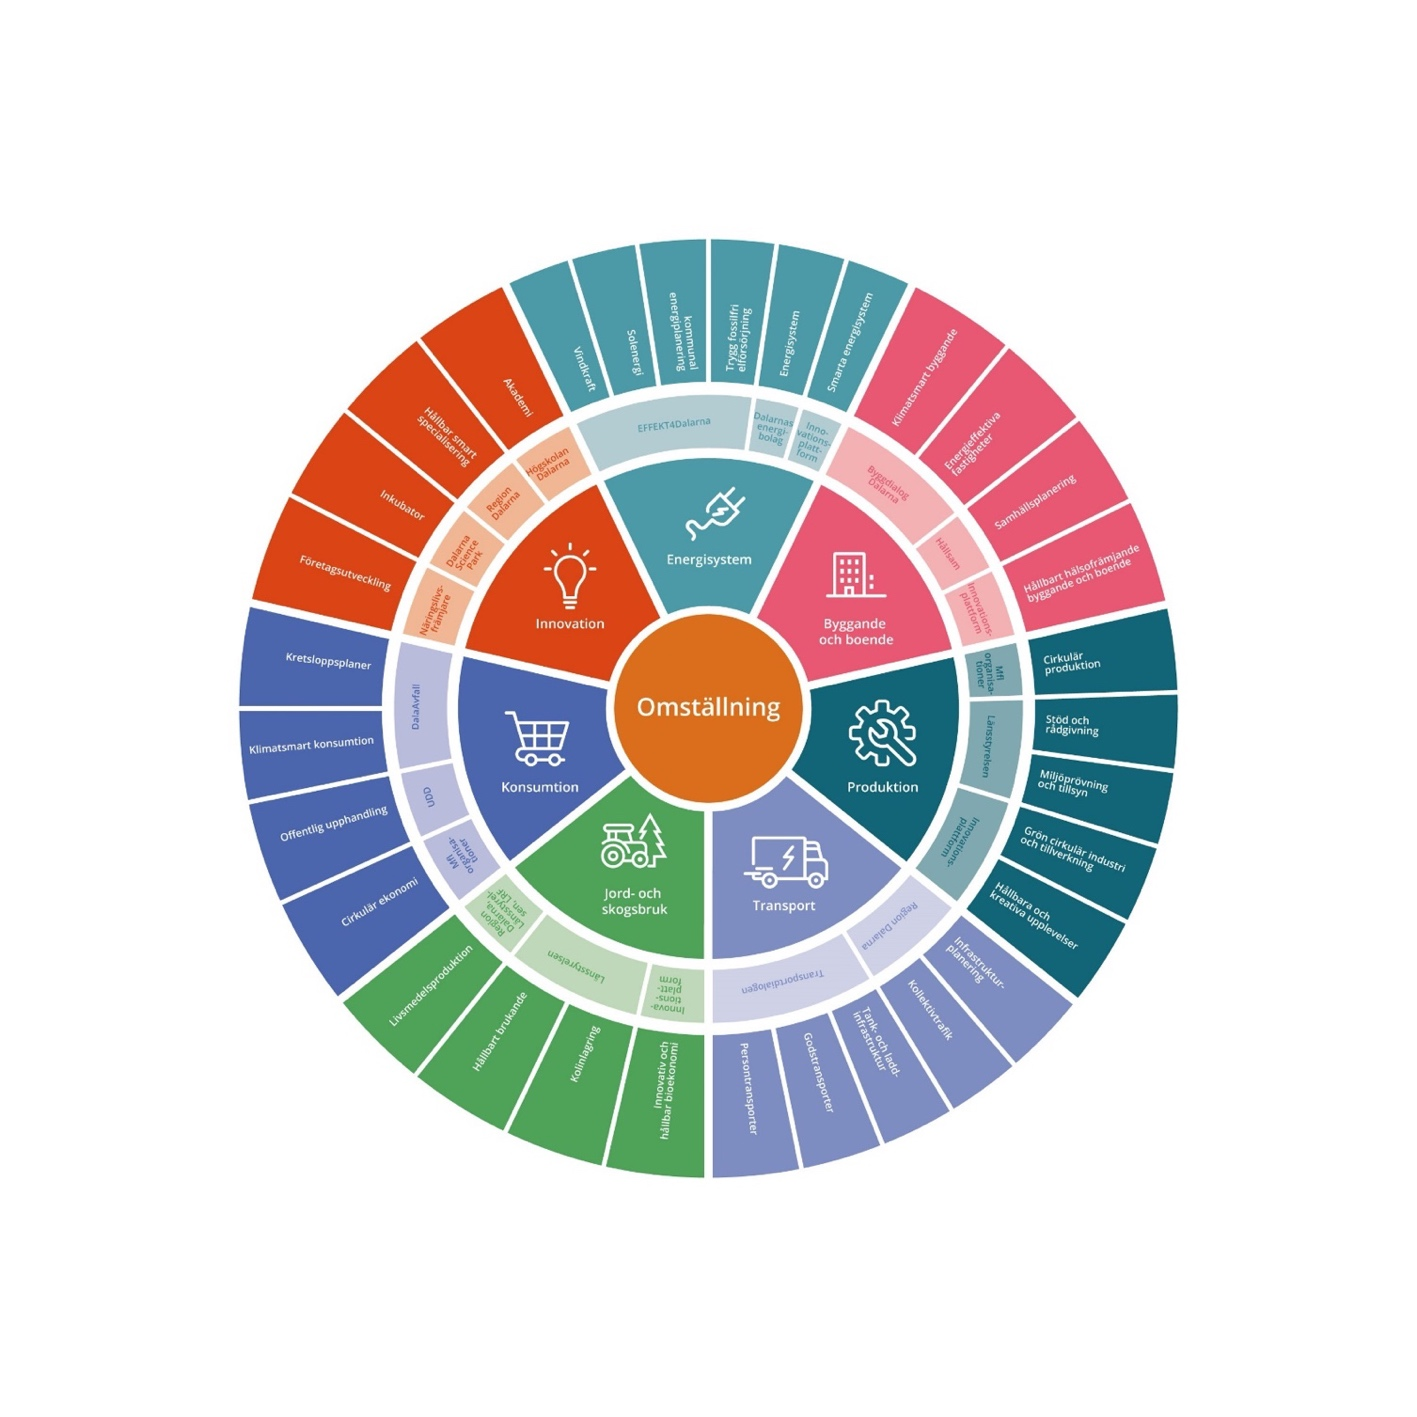 Omställning
Energisystem
EFFEKT4Dalarna
Dalarnas
energi-
bolag
Inno-
vations-
platt-
form
Vindkraft
Solenergi
kommunal
energiplanering
Trygg fossilfri
elförsörjning
Energisystem
Smarta energisystem
Byggande
och boende
Byggdialog
Dalarna
Hållsam
Innovations-
plattform
Klimatsmart byggande
Energieffektiva
fastigheter
Samhällsplanering
Hållbart hälsofrämjande
byggande och boende
Produktion
Mfl
organisa-
tioner
Länsstyrelsen
Innovations-
plattform
Cirkulär
produktion
Stöd och
rådgivning
Miljöprövning
och tillsyn
Grön cirkulär industri
och tillverkning
Hållbara och
kreativa upplevelser
Transport
Region Dalarna
Transportdialogen
Infrastruktur-
planering
Kollektivtrafik
Tank- och ladd-
infrastruktur
Godstransporter
Persontransporter
Jord- och
skogsbruk
Innova-
tions-
platt-
form
Länsstyrelsen
Region
Dalarna,
Länsstyrel-
sen, LRF
Innovativ och
hållbar bioekonomi
Kolinlagring
Hållbart brukande
Livsmedelsproduktion
Konsumtion
Mfl
organisa-
tioner
UDD
DalaAvfall
Cirkulär ekonomi
Offentlig upphandling
Klimatsmart konsumtion
Kretsloppsplaner
Innovation
Näringslivs-
främjare
Dalarna
Science
Park
Region
Dalarna
Högskolan
Dalarna
Företagsutveckling
Inkubator
Hållbar smart
specialisering
Akademi